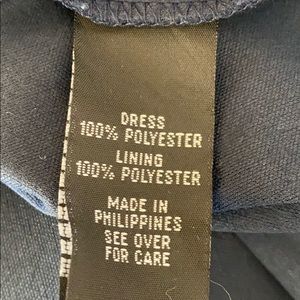 DRESS
100% POLYESTER
LINING
100% POLYESTER
MADE IN
PHILIPPINES
SEE OVER
FOR CARE